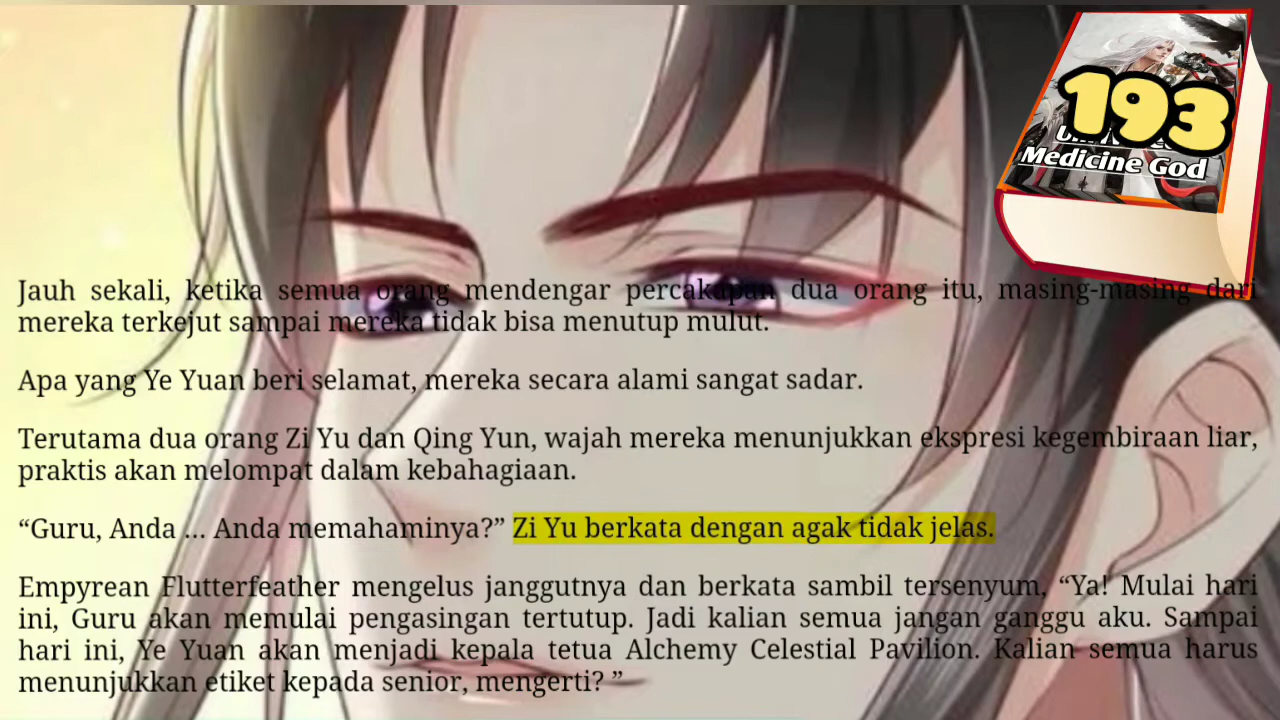 193
Medicine God
Jauh sekali, ketika semua orang mendengar percakapan dua orang itu, masing-masing dari
mereka terkejut sampai mereka tidak bisa menutup mulut.
Apa yang Ye Yuan beri selamat, mereka secara alami sangat sadar.
Terutama dua orang Zi Yu dan Qing Yun, wajah mereka menunjukkan ekspresi kegembiraan liar,
praktis akan melompat dalam kebahagiaan.
“Guru, Anda ... Anda memahaminya?” Zi Yu berkata dengan agak tidak jelas.
Empyrean Flutterfeather mengelus janggutnya dan berkata sambil tersenyum, “Ya! Mulai hari
ini, Guru akan memulai pengasingan tertutup. Jadi kalian semua jangan ganggu aku. Sampai
hari ini, Ye Yuan akan menjadi kepala tetua Alchemy Celestial Pavilion. Kalian semua harus
menunjukkan etiket kepada senior, mengerti? ”